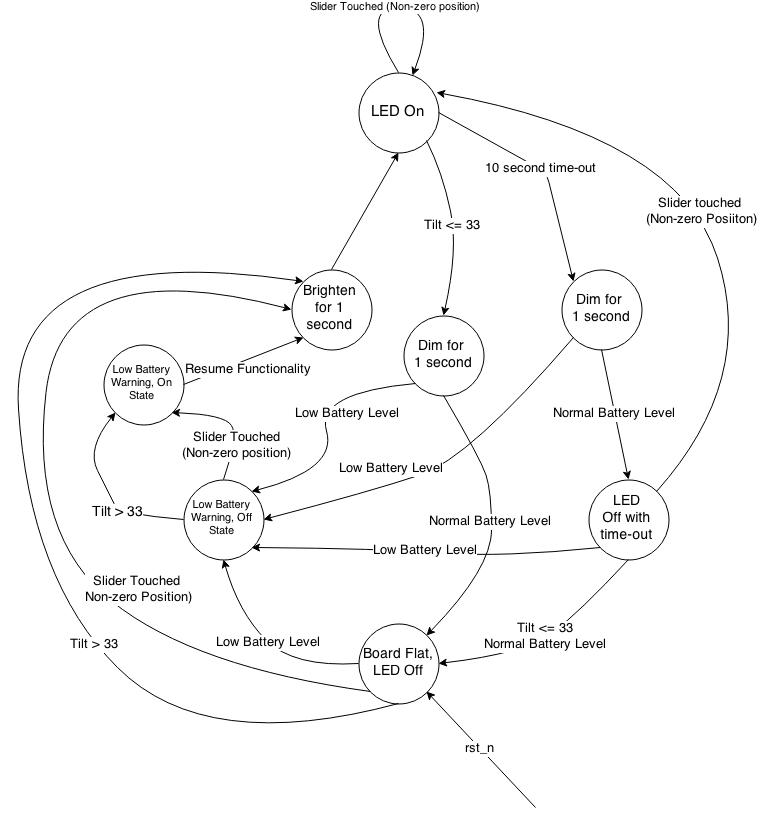 Slider Touched (Non-zero position)
LED On
10 second time-out
Slider touched
(Non-zero Posiiton)
Tilt <= 33
Brighten
for 1
second
Dim for
1 second
Dim for
1 second
Low Battery
Warning, On
State
Resume Functionality
Low Battery Level
Normal Battery Level
Slider Touched
(Non-zero position)
Low Battery Level
Low Battery
Warning, Off
State
Tilt > 33
LED
Off with
time-out
Normal Battery Level
Low Battery Level
Slider Touched
Non-zero Position)
Tilt > 33
Low Battery Level
Tilt <= 33
Normal Battery Level
Board Flat,
LED Off
rst_n